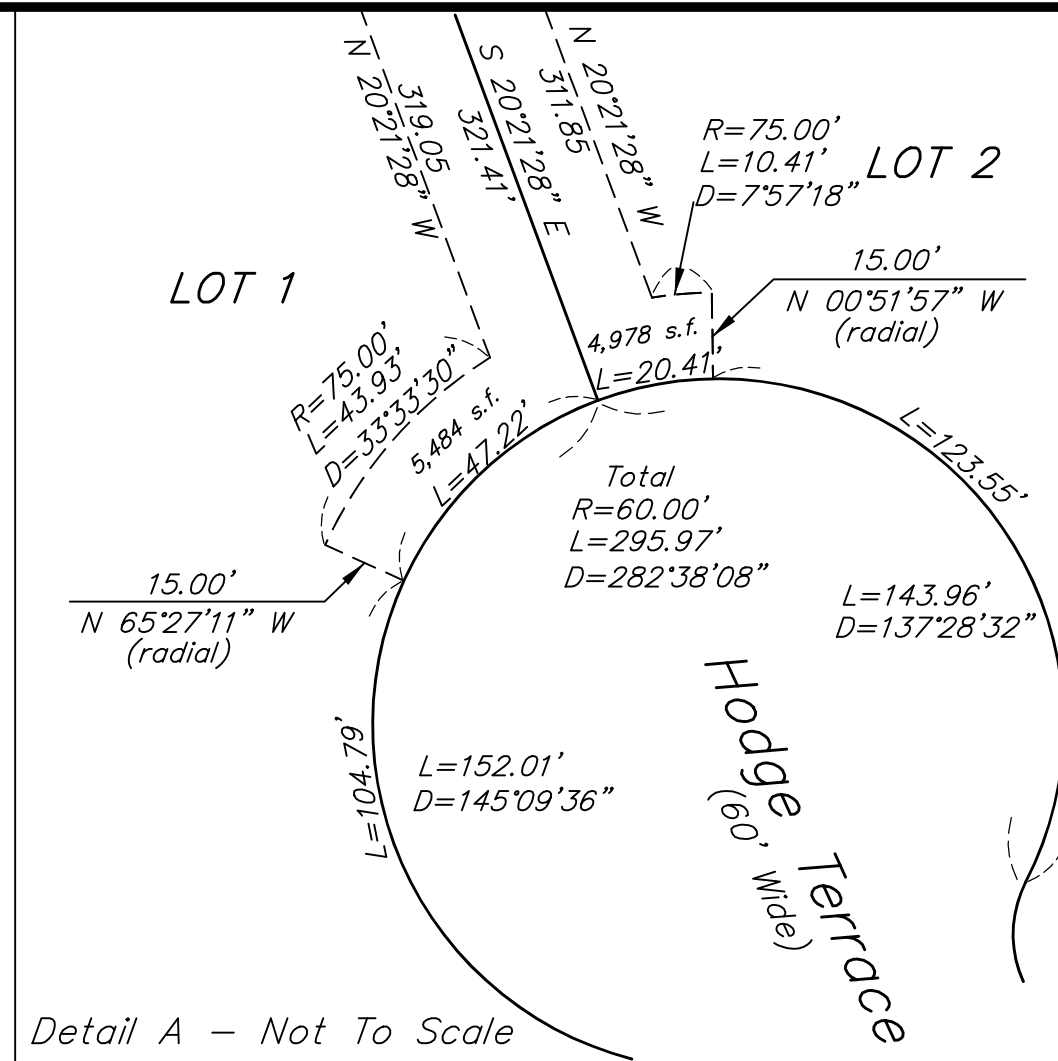 N 20°21'28" W
319.05
S 20°21'28" E
321.41'
N 20°21'28" W
311.85
R=75.00'
L=10.41'
D=7°57'18"
LOT 2
LOT 1
15.00'
N 00°51'57" W
(radial)
4,978 s.f.
L=20.41'
R=75.00'
L=43.93'
D=33°33'30"
5,484 s.f.
L=47.22'
L=123.55'
Total
R=60.00'
L=295.97'
D=282°38'08"
15.00'
N 65°27'11" W
(radial)
L=143.96'
D=137°28'32"
L=104.79'
L=152.01'
D=145°09'36"
Hodge Terrace
(60' Wide)
Detail A – Not To Scale